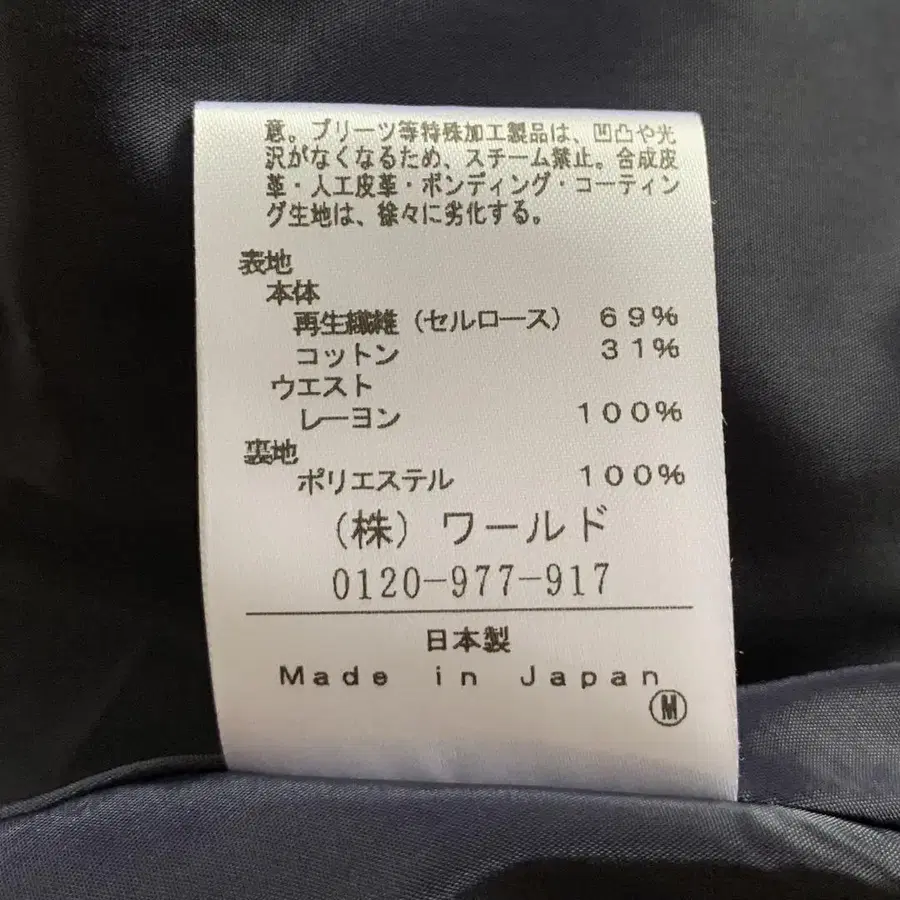 意。プリーツ等特殊加工製品は、凹凸や光
沢がなくなるため、スチーム禁止。合成皮
革・人工皮革・ボンディング・コーティン
グ生地は、徐々に劣化する。
表地
本体
再生繊維（セルロース） 69%
コットン 31%
ウエスト
レーヨン 100%
裏地
ポリエステル 100%
（株）ワールド
0120-977-917
日本製
Made in Japan
M